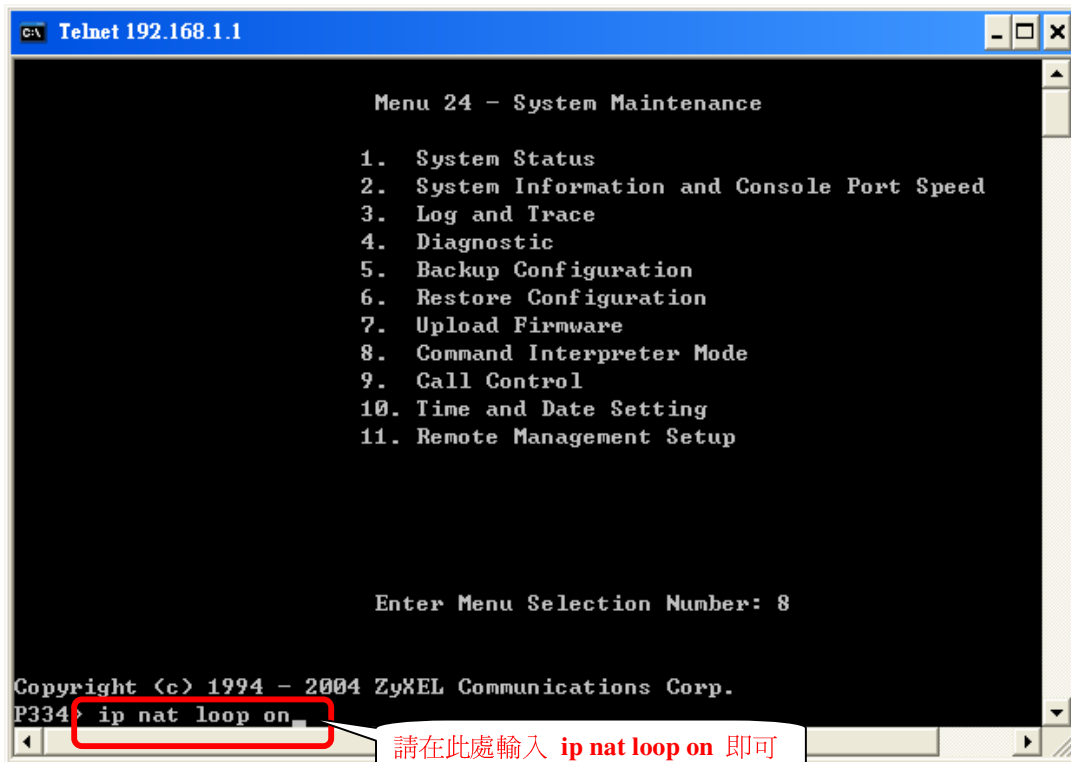 Telnet 192.168.1.1
Menu 24 - System Maintenance
1. System Status
2. System Information and Console Port Speed
3. Log and Trace
4. Diagnostic
5. Backup Configuration
6. Restore Configuration
7. Upload Firmware
8. Command Interpreter Mode
9. Call Control
10. Time and Date Setting
11. Remote Management Setup
Enter Menu Selection Number: 8
Copyright (c) 1994 - 2004 ZyXEL Communications Corp.
P334> ip nat loop on_
請在此處輸入 ip nat loop on 即可